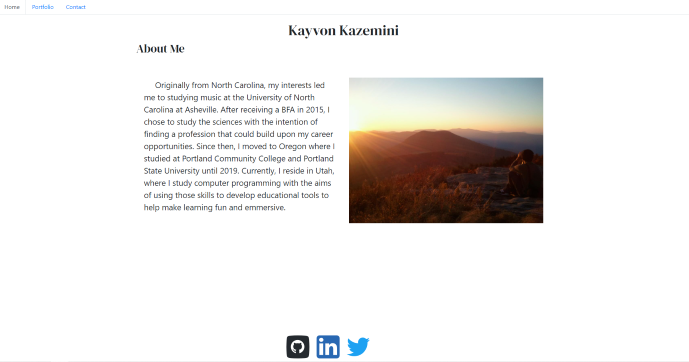 Home Portfolio Contact
Kayvon Kazemini
About Me
Originally from North Carolina, my interests led
me to studying music at the University of North
Carolina at Asheville. After receiving a BFA in 2015, I
chose to study the sciences with the intention of
finding a profession that could build upon my career
opportunities. Since then, I moved to Oregon where I
studied at Portland Community College and Portland
State University until 2019. Currently, I reside in Utah,
where I study computer programming with the aims
of using those skills to develop educational tools to
help make learning fun and emmersive.
in